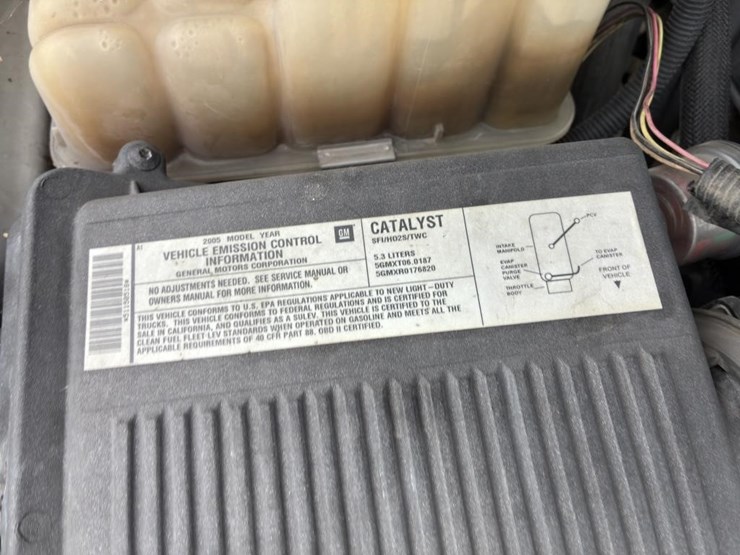 2005 MODEL YEAR
VEHICLE EMISSION CONTROL
INFORMATION
GENERAL MOTORS CORPORATION
GM
NO ADJUSTMENTS NEEDED. SEE SERVICE MANUAL OR
OWNERS MANUAL FOR MORE INFORMATION.
CATALYST
SFI/HO2S/TWC
5.3 LITERS
5GMXT06.0187
5GMXR0176820
THIS VEHICLE CONFORMS TO U.S. EPA REGULATIONS APPLICABLE TO NEW LIGHT-DUTY
TRUCKS. THIS VEHICLE CONFORMS TO FEDERAL REGULATIONS AND IS CERTIFIED FOR
SALE IN CALIFORNIA, AND QUALIFIES AS A SULEV. THIS VEHICLE IS CERTIFIED TO THE
CLEAN FUEL FLEET LEV STANDARDS WHEN OPERATED ON GASOLINE AND MEETS ALL THE
APPLICABLE REQUIREMENTS OF 40 CFR PART 88. OBD II CERTIFIED.
PCV
INTAKE
MANIFOLD
EVAP
CANISTER
PURGE
VALVE
THROTTLE
BODY
TO EVAP
CANISTER
FRONT OF
VEHICLE